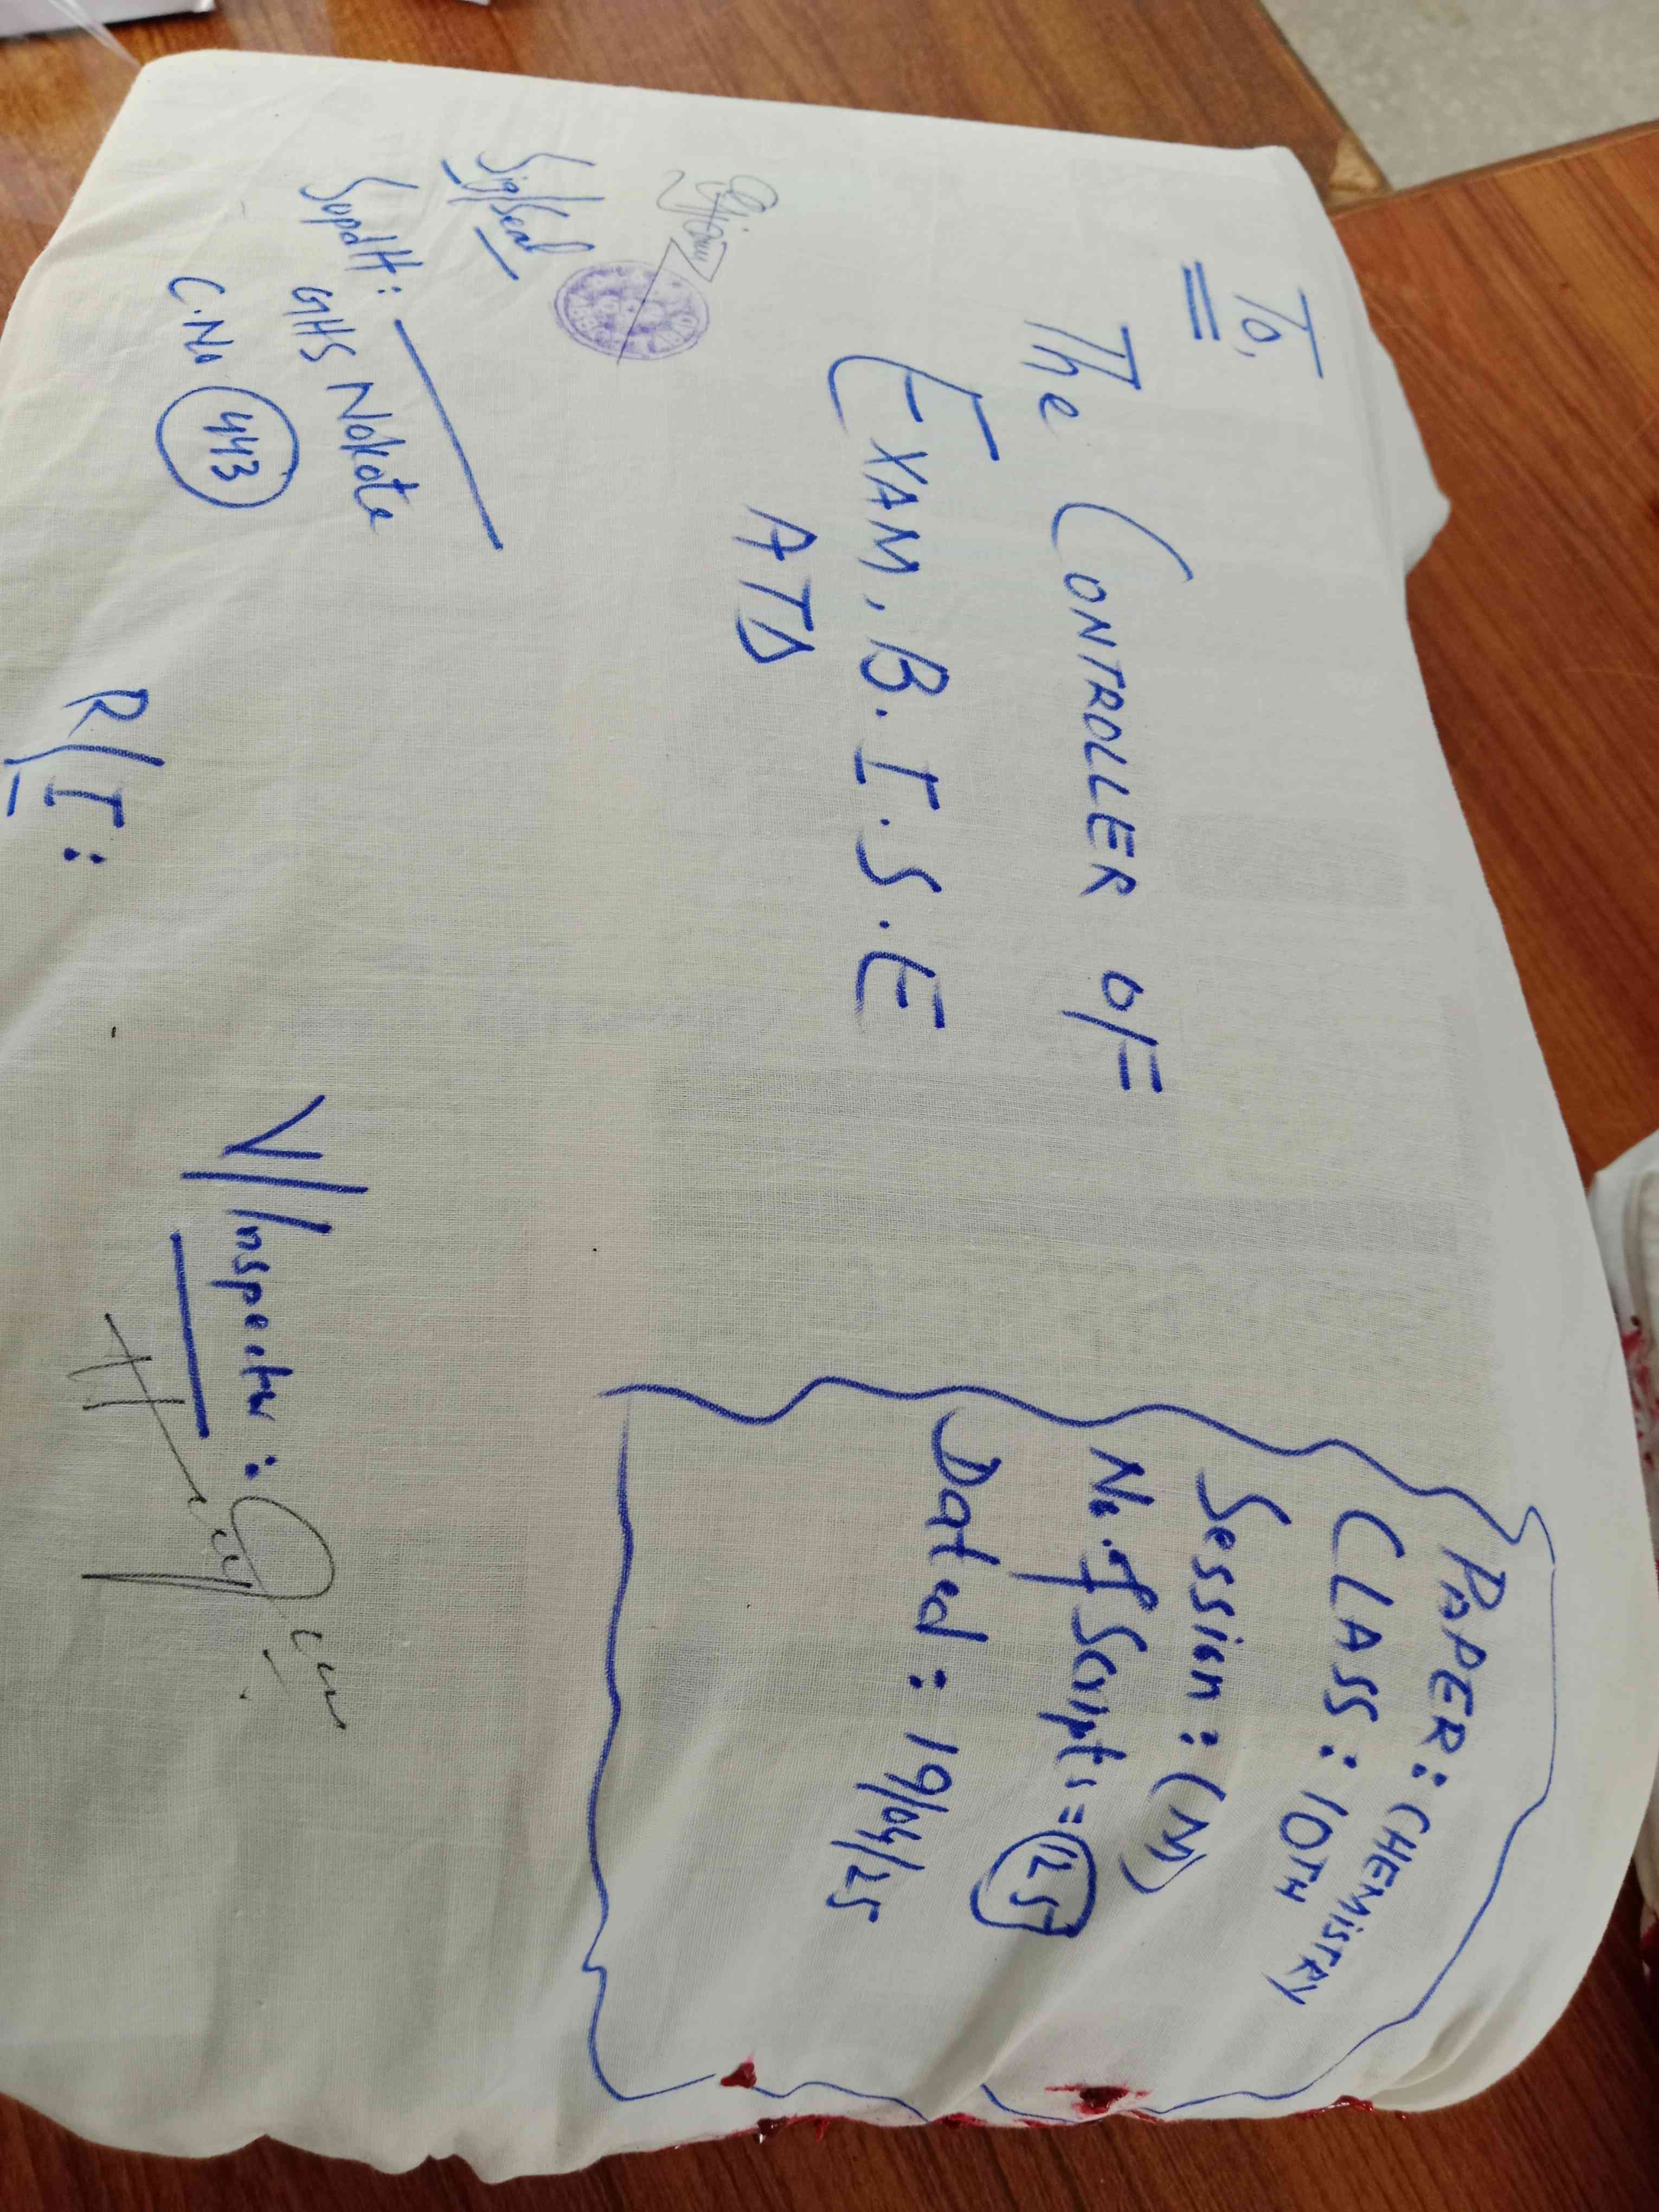 To,
The CONTROLLER OF
EXAM, B.I.S.E
ATD
PAPER: CHEMISTRY
CLASS: 10TH
Session: (M)
No. of Scripts = 125
Dated: 19/04/25
Sig/Seal
Supdtt:
GHS Nokote
C.No 443
R/I:
V/Inspector: